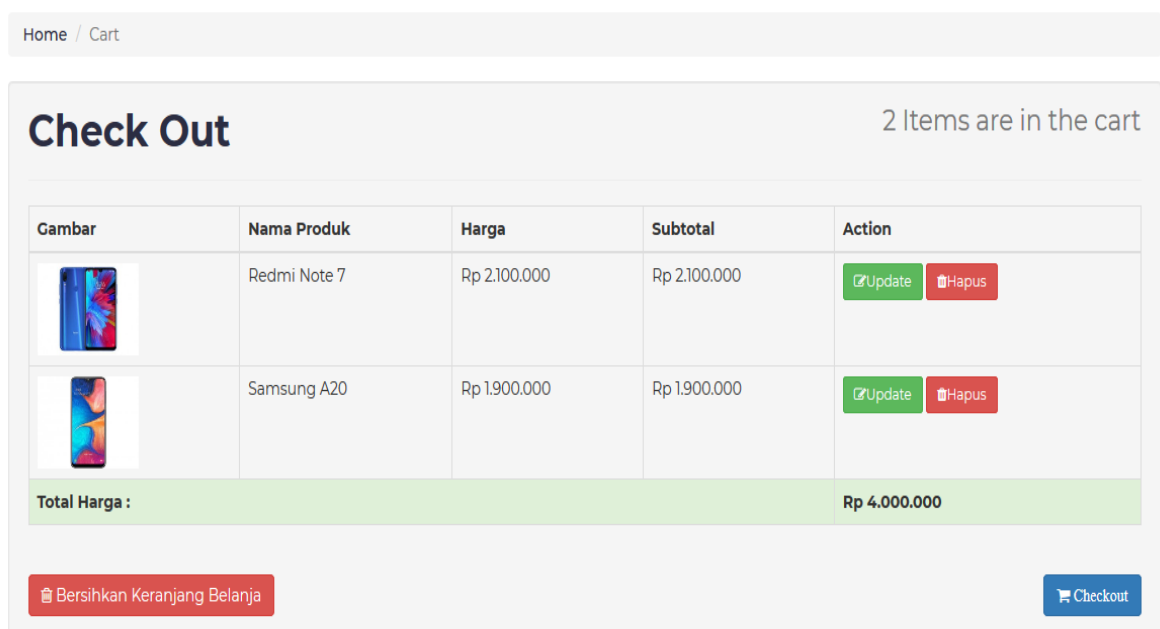 Home / Cart
Check Out
2 Items are in the cart
Gambar Nama Produk Harga Subtotal Action
Redmi Note 7 Rp 2.100.000 Rp 2.100.000 Update Hapus
Samsung A20 Rp 1.900.000 Rp 1.900.000 Update Hapus
Total Harga : Rp 4.000.000
Bersihkan Keranjang Belanja Checkout